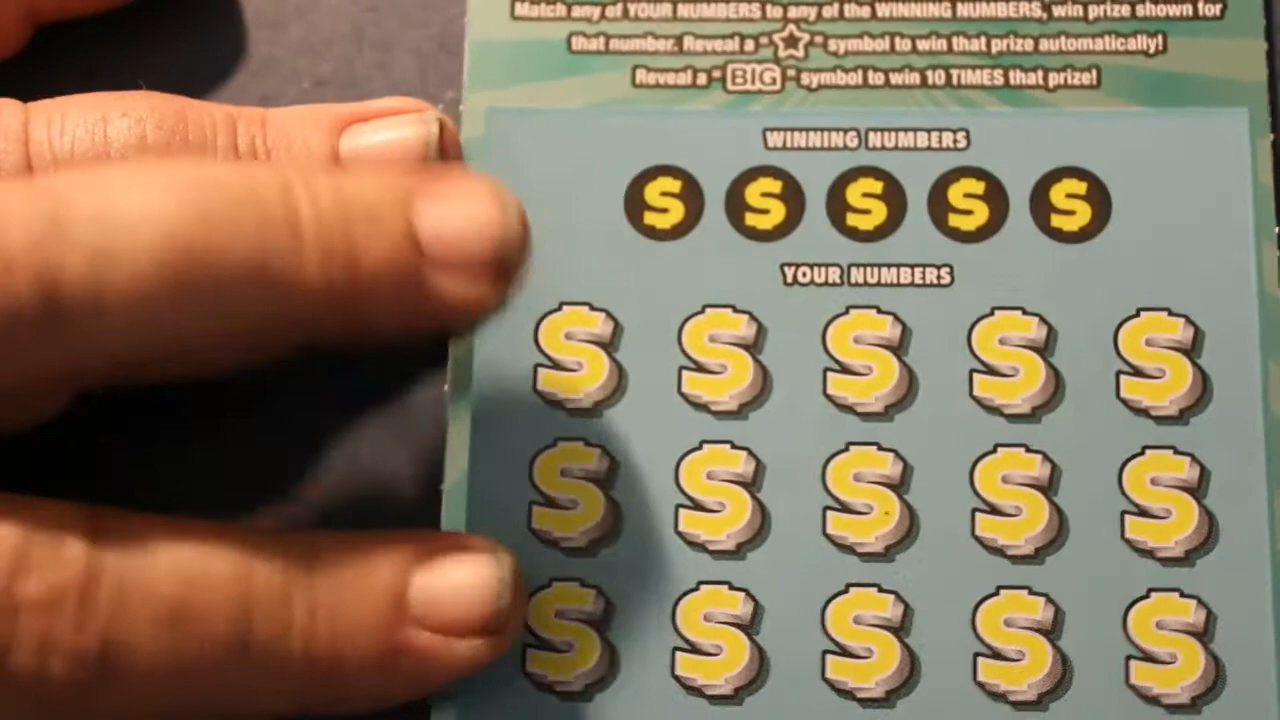 Match any of YOUR NUMBERS to any of the WINNING NUMBERS, win prize shown for
that number. Reveal a "☆" symbol to win that prize automatically!
Reveal a "BIG" symbol to win 10 TIMES that prize!
WINNING NUMBERS
$ $ $ $ $
YOUR NUMBERS
$ $ $ $ $
$ $ $ $ $
$ $ $ $ $